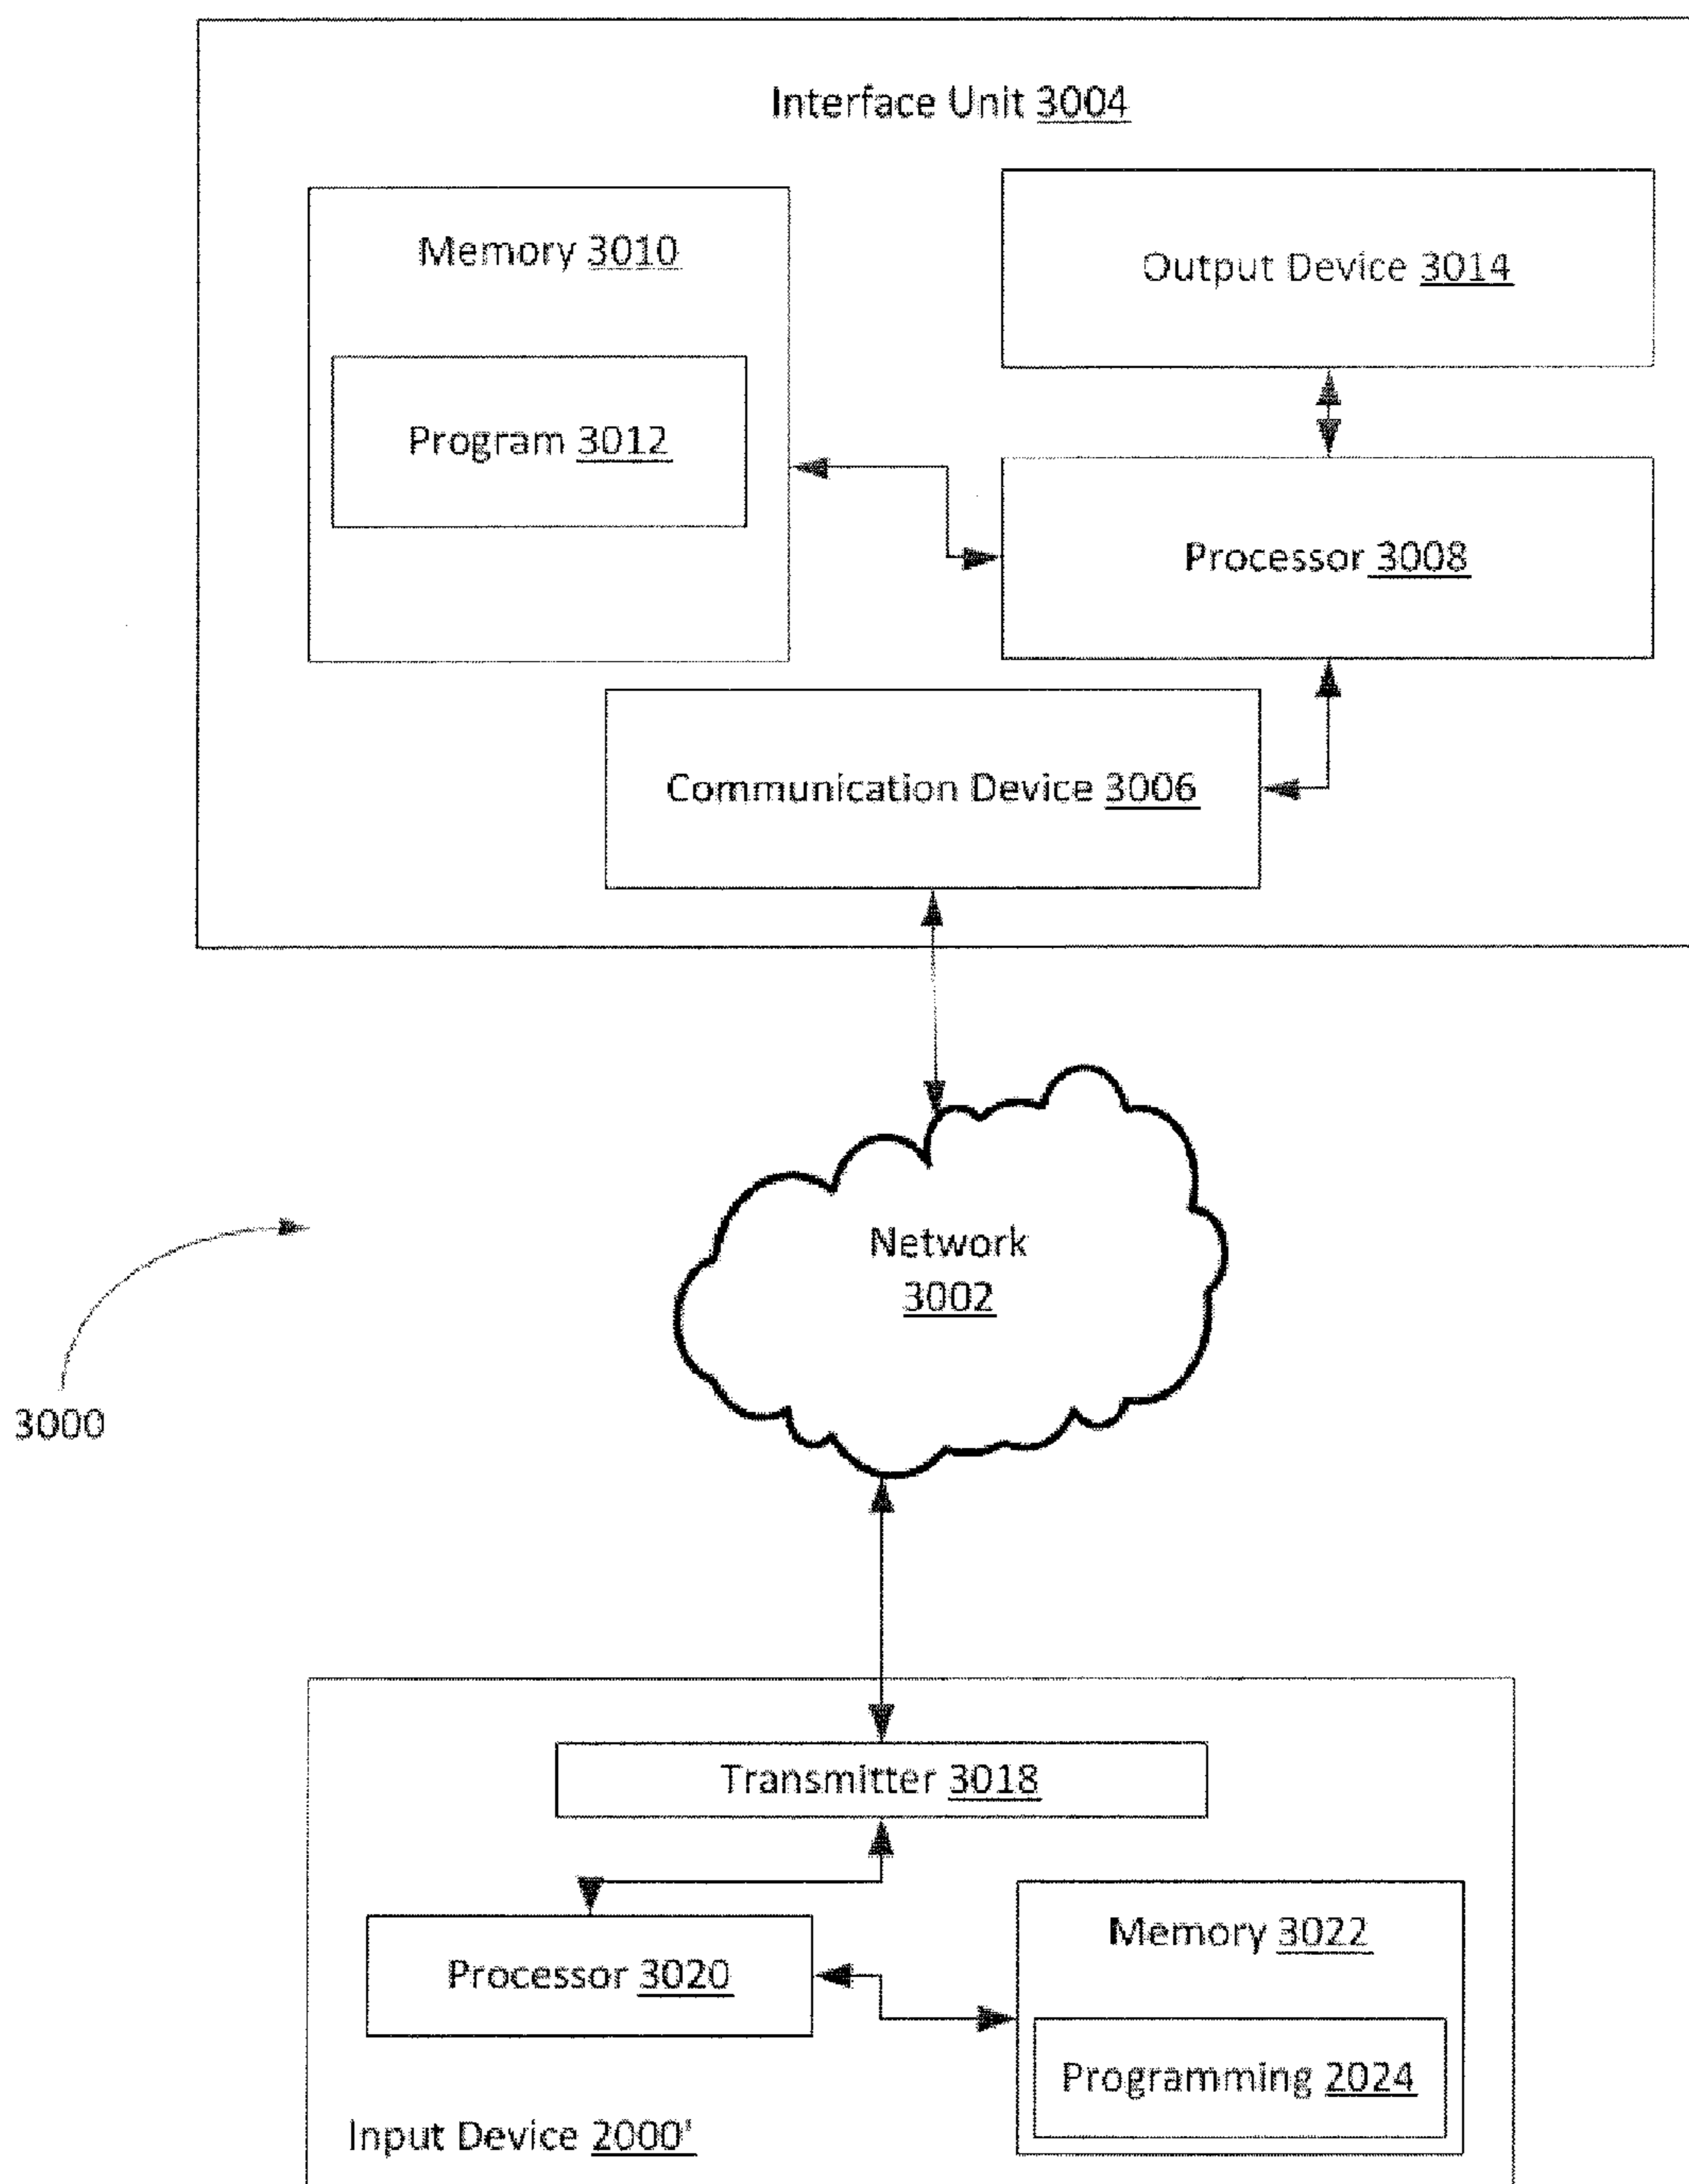 Interface Unit 3004
Memory 3010
Output Device 3014
Program 3012
Processor 3008
Communication Device 3006
Network
3002
3000
Transmitter 3018
Processor 3020
Memory 3022
Programming 2024
Input Device 2000'